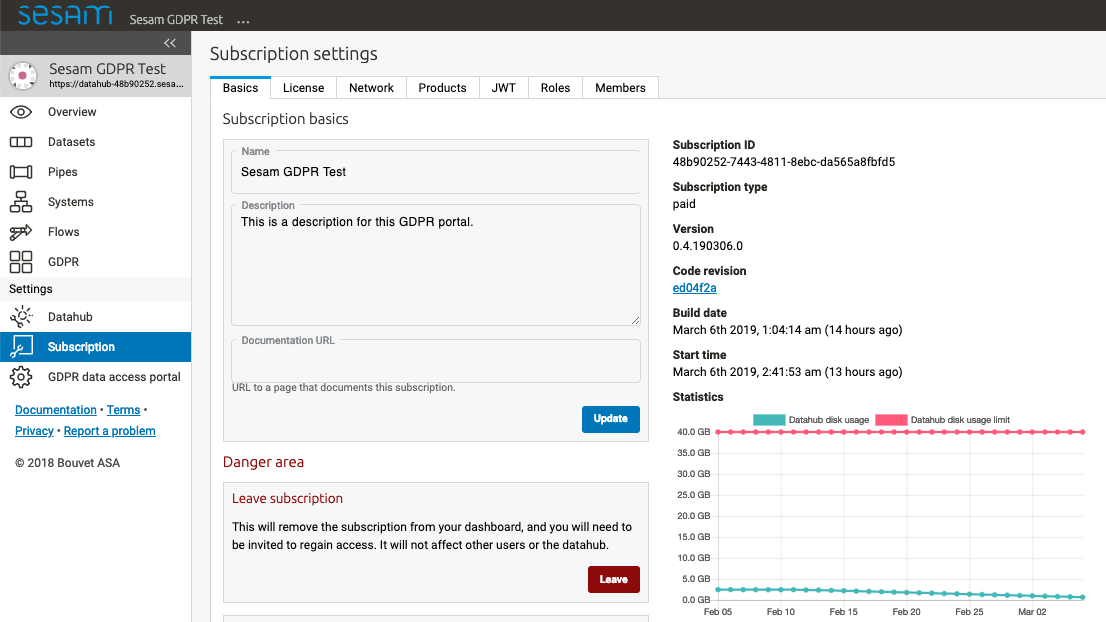 sesam
Sesam GDPR Test ...
Sesam GDPR Test
https://datahub-48b90252.sesa...
Overview
Datasets
Pipes
Systems
Flows
GDPR
Settings
Datahub
Subscription
GDPR data access portal
Documentation • Terms •
Privacy • Report a problem
© 2018 Bouvet ASA
Subscription settings
Basics License Network Products JWT Roles Members
Subscription basics
Name
Sesam GDPR Test
Description
This is a description for this GDPR portal.
Documentation URL
URL to a page that documents this subscription.
Update
Danger area
Leave subscription
This will remove the subscription from your dashboard, and you will need to
be invited to regain access. It will not affect other users or the datahub.
Leave
Subscription ID
48b90252-7443-4811-8ebc-da565a8fbfd5
Subscription type
paid
Version
0.4.190306.0
Code revision
ed04f2a
Build date
March 6th 2019, 1:04:14 am (14 hours ago)
Start time
March 6th 2019, 2:41:53 am (13 hours ago)
Statistics
Datahub disk usage Datahub disk usage limit
40.0 GB
35.0 GB
30.0 GB
25.0 GB
20.0 GB
15.0 GB
10.0 GB
5.0 GB
0.0 GB
Feb 05 Feb 10 Feb 15 Feb 20 Feb 25 Mar 02